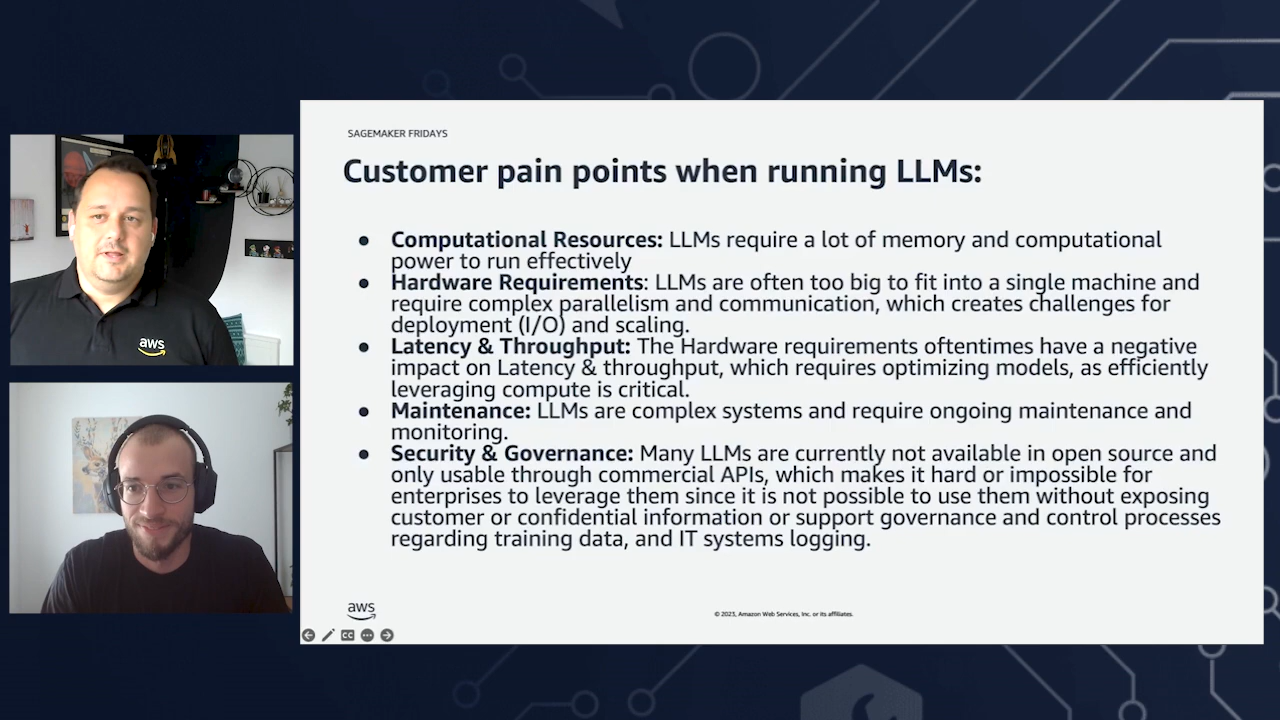 SAGEMAKER FRIDAYS
Customer pain points when running LLMs:
● Computational Resources: LLMs require a lot of memory and computational
power to run effectively
● Hardware Requirements: LLMs are often too big to fit into a single machine and
require complex parallelism and communication, which creates challenges for
deployment (I/O) and scaling.
● Latency & Throughput: The Hardware requirements oftentimes have a negative
impact on Latency & throughput, which requires optimizing models, as efficiently
leveraging compute is critical.
● Maintenance: LLMs are complex systems and require ongoing maintenance and
monitoring.
● Security & Governance: Many LLMs are currently not available in open source and
only usable through commercial APIs, which makes it hard or impossible for
enterprises to leverage them since it is not possible to use them without exposing
customer or confidential information or support governance and control processes
regarding training data, and IT systems logging.
aws
© 2023, Amazon Web Services, Inc. or its affiliates.
CC
aws